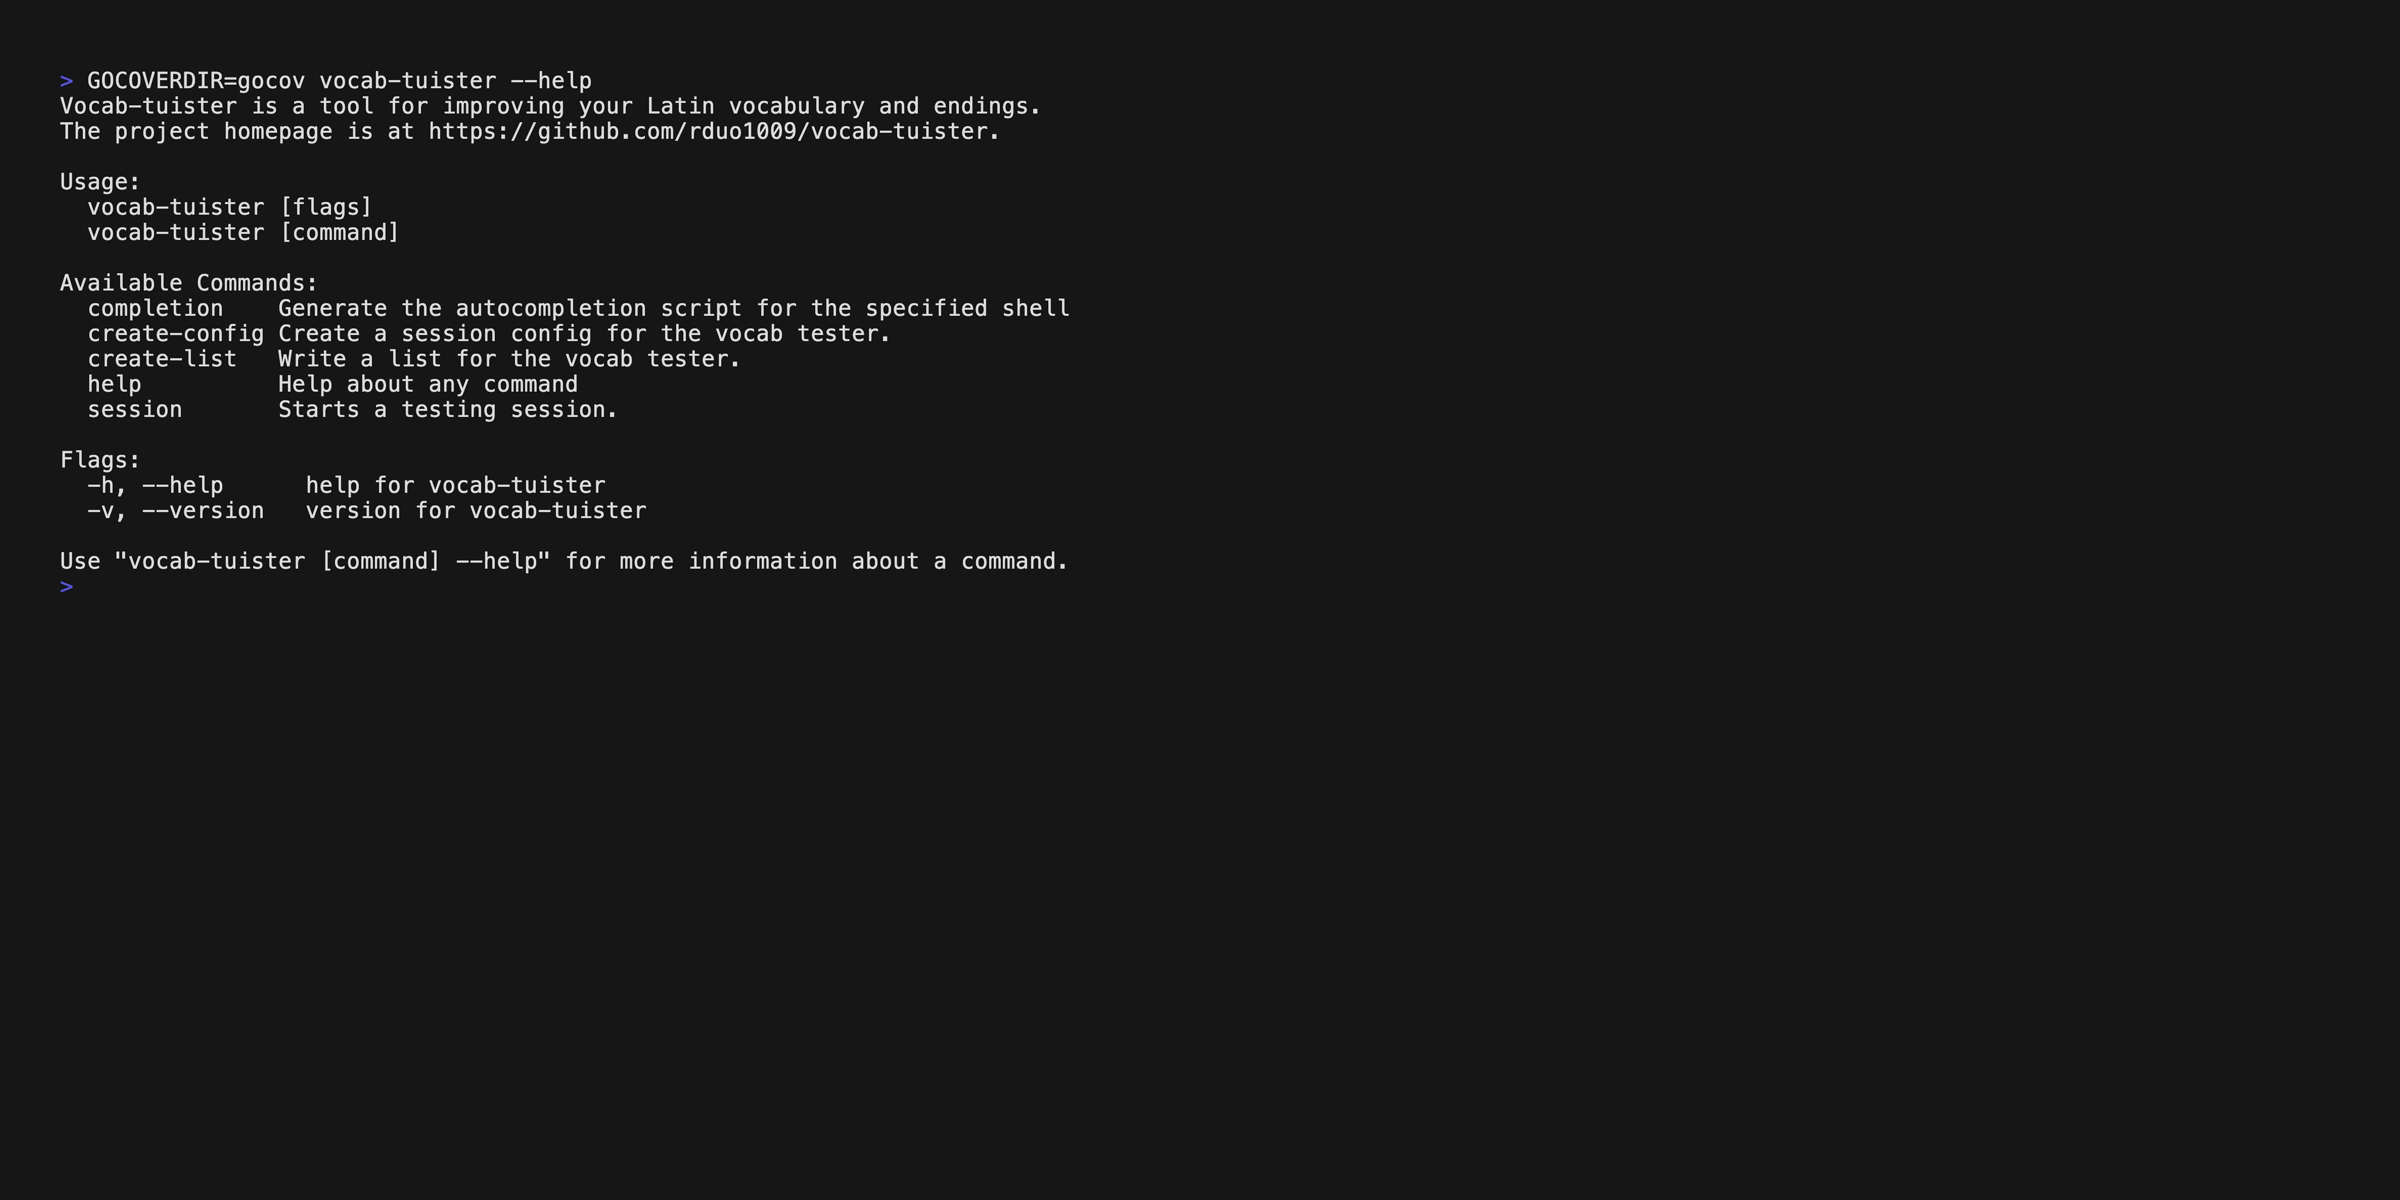 > GOCOVERDIR=gocov vocab-tuister --help
Vocab-tuister is a tool for improving your Latin vocabulary and endings.
The project homepage is at https://github.com/rduo1009/vocab-tuister.

Usage:
  vocab-tuister [flags]
  vocab-tuister [command]

Available Commands:
  completion    Generate the autocompletion script for the specified shell
  create-config Create a session config for the vocab tester.
  create-list   Write a list for the vocab tester.
  help          Help about any command
  session       Starts a testing session.

Flags:
  -h, --help      help for vocab-tuister
  -v, --version   version for vocab-tuister

Use "vocab-tuister [command] --help" for more information about a command.
>